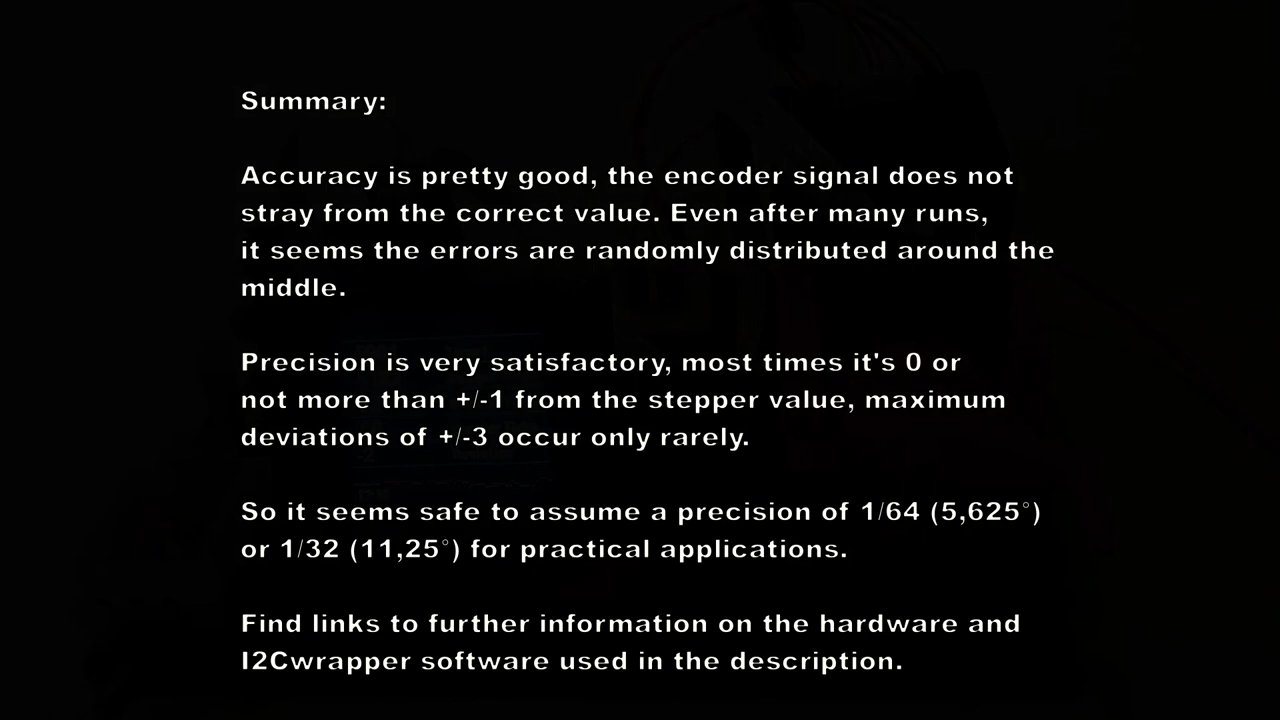 Summary:
Accuracy is pretty good, the encoder signal does not
stray from the correct value. Even after many runs,
it seems the errors are randomly distributed around the
middle.
Precision is very satisfactory, most times it's 0 or
not more than +/-1 from the stepper value, maximum
deviations of +/-3 occur only rarely.
So it seems safe to assume a precision of 1/64 (5,625°)
or 1/32 (11,25°) for practical applications.
Find links to further information on the hardware and
I2Cwrapper software used in the description.